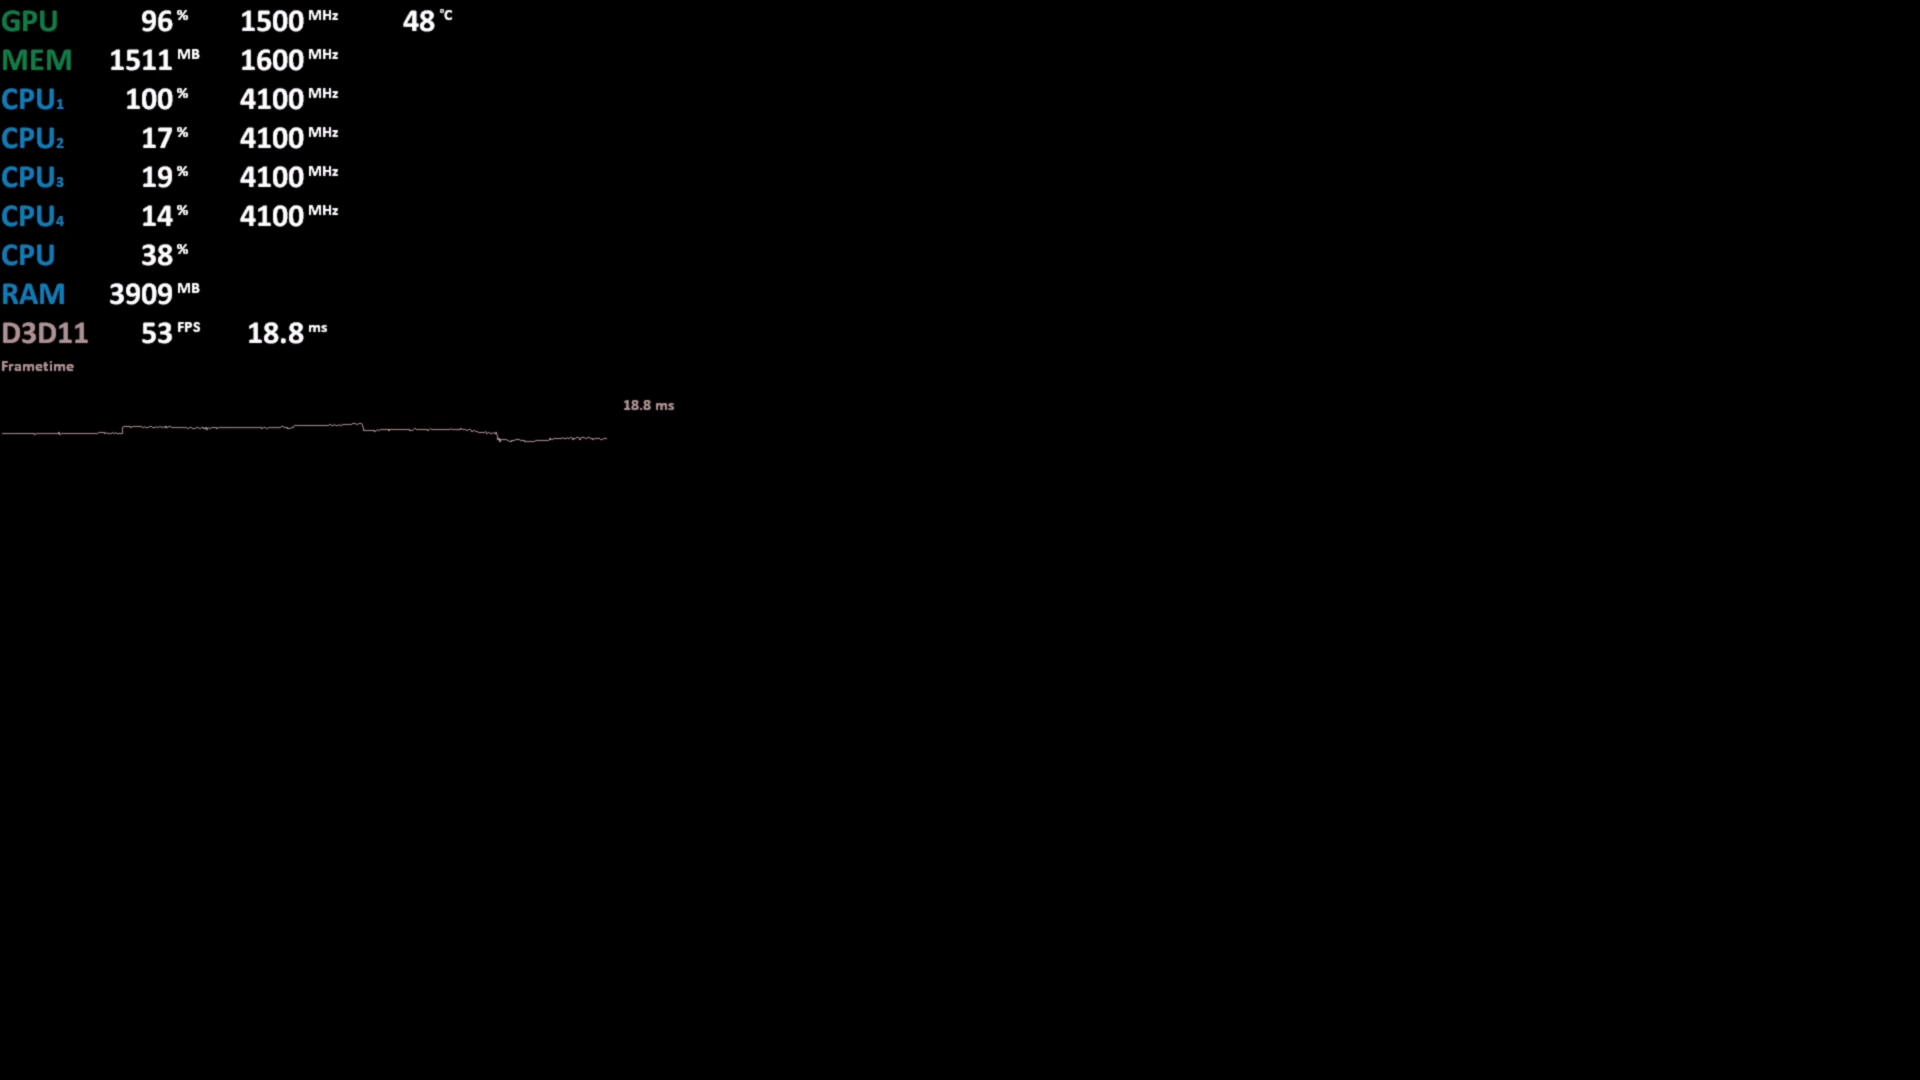 GPU 96 % 1500 MHz 48 °C
MEM 1511 MB 1600 MHz
CPU1 100 % 4100 MHz
CPU2 17 % 4100 MHz
CPU3 19 % 4100 MHz
CPU4 14 % 4100 MHz
CPU 38 %
RAM 3909 MB
D3D11 53 FPS 18.8 ms
Frametime
18.8 ms